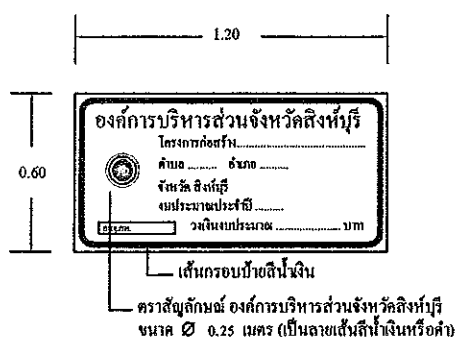 1.20
องค์การบริหารส่วนจังหวัดสิงห์บุรี
โครงการก่อสร้าง....................................
ตำบล .......... อำเภอ ..........
0.60
จังหวัด สิงห์บุรี
งบประมาณประจำปี ..........
วงเงินงบประมาณ ...................... บาท
เส้นกรอบป้ายสีน้ำเงิน
ตราสัญลักษณ์ องค์การบริหารส่วนจังหวัดสิงห์บุรี
ขนาด Ø 0.25 เมตร (เป็นลายเส้นสีน้ำเงินหรือดำ)